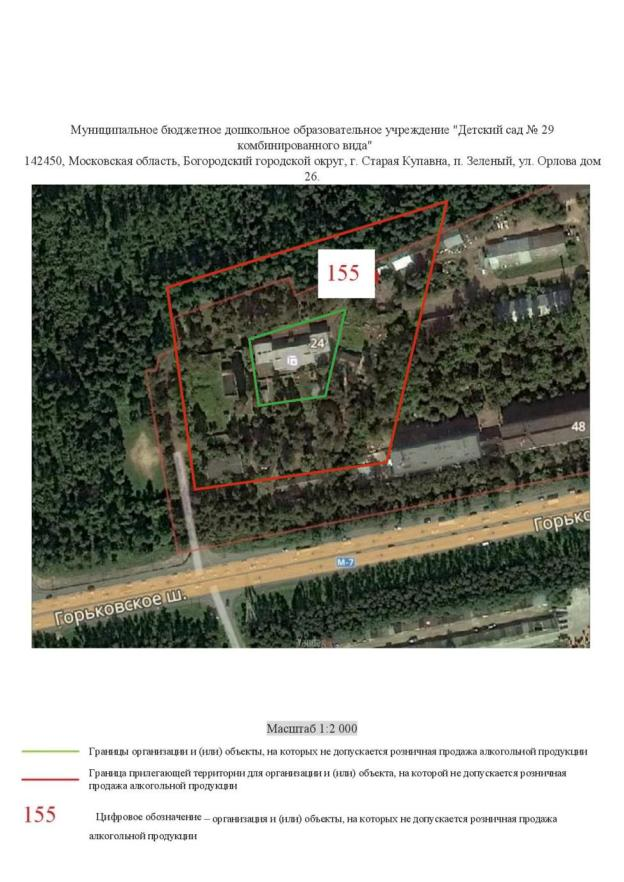 Муниципальное бюджетное дошкольное образовательное учреждение "Детский сад № 29
комбинированного вида"
142450, Московская область, Богородский городской округ, г. Старая Купавна, п. Зеленый, ул. Орлова дом
26.
155
24
48
Горько
М-7
Горьковское ш.
Масштаб 1:2 000
Границы организации и (или) объекты, на которых не допускается розничная продажа алкогольной продукции
Граница прилегающей территории для организации и (или) объекта, на которой не допускается розничная
продажа алкогольной продукции
155 Цифровое обозначение – организация и (или) объекты, на которых не допускается розничная продажа
алкогольной продукции